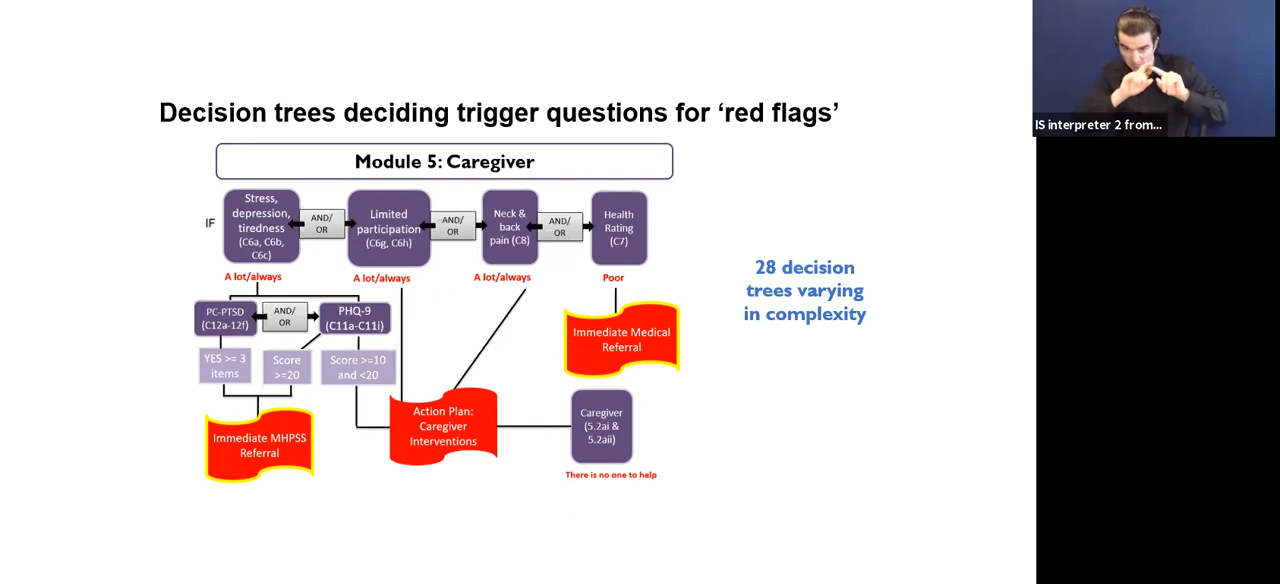 IS interpreter 2 from...
Decision trees deciding trigger questions for ‘red flags’
Module 5: Caregiver
IF
Stress,
depression,
tiredness
(C6a, C6b,
C6c)
AND/
OR
Limited
participation
(C6g, C6h)
AND/
OR
Neck &
back
pain (C8)
AND/
OR
Health
Rating
(C7)
A lot/always
A lot/always
A lot/always
Poor
PC-PTSD
(C12a-12f)
AND/
OR
PHQ-9
(C11a-C11i)
YES >= 3
items
Score
>=20
Score >=10
and <20
Immediate Medical
Referral
28 decision
trees varying
in complexity
Immediate MHPSS
Referral
Action Plan:
Caregiver
Interventions
Caregiver
(5.2ai &
5.2aii)
There is no one to help